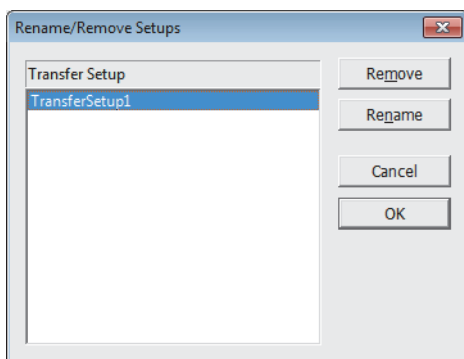 Rename/Remove Setups
Transfer Setup
TransferSetup1
Remove
Rename
Cancel
OK